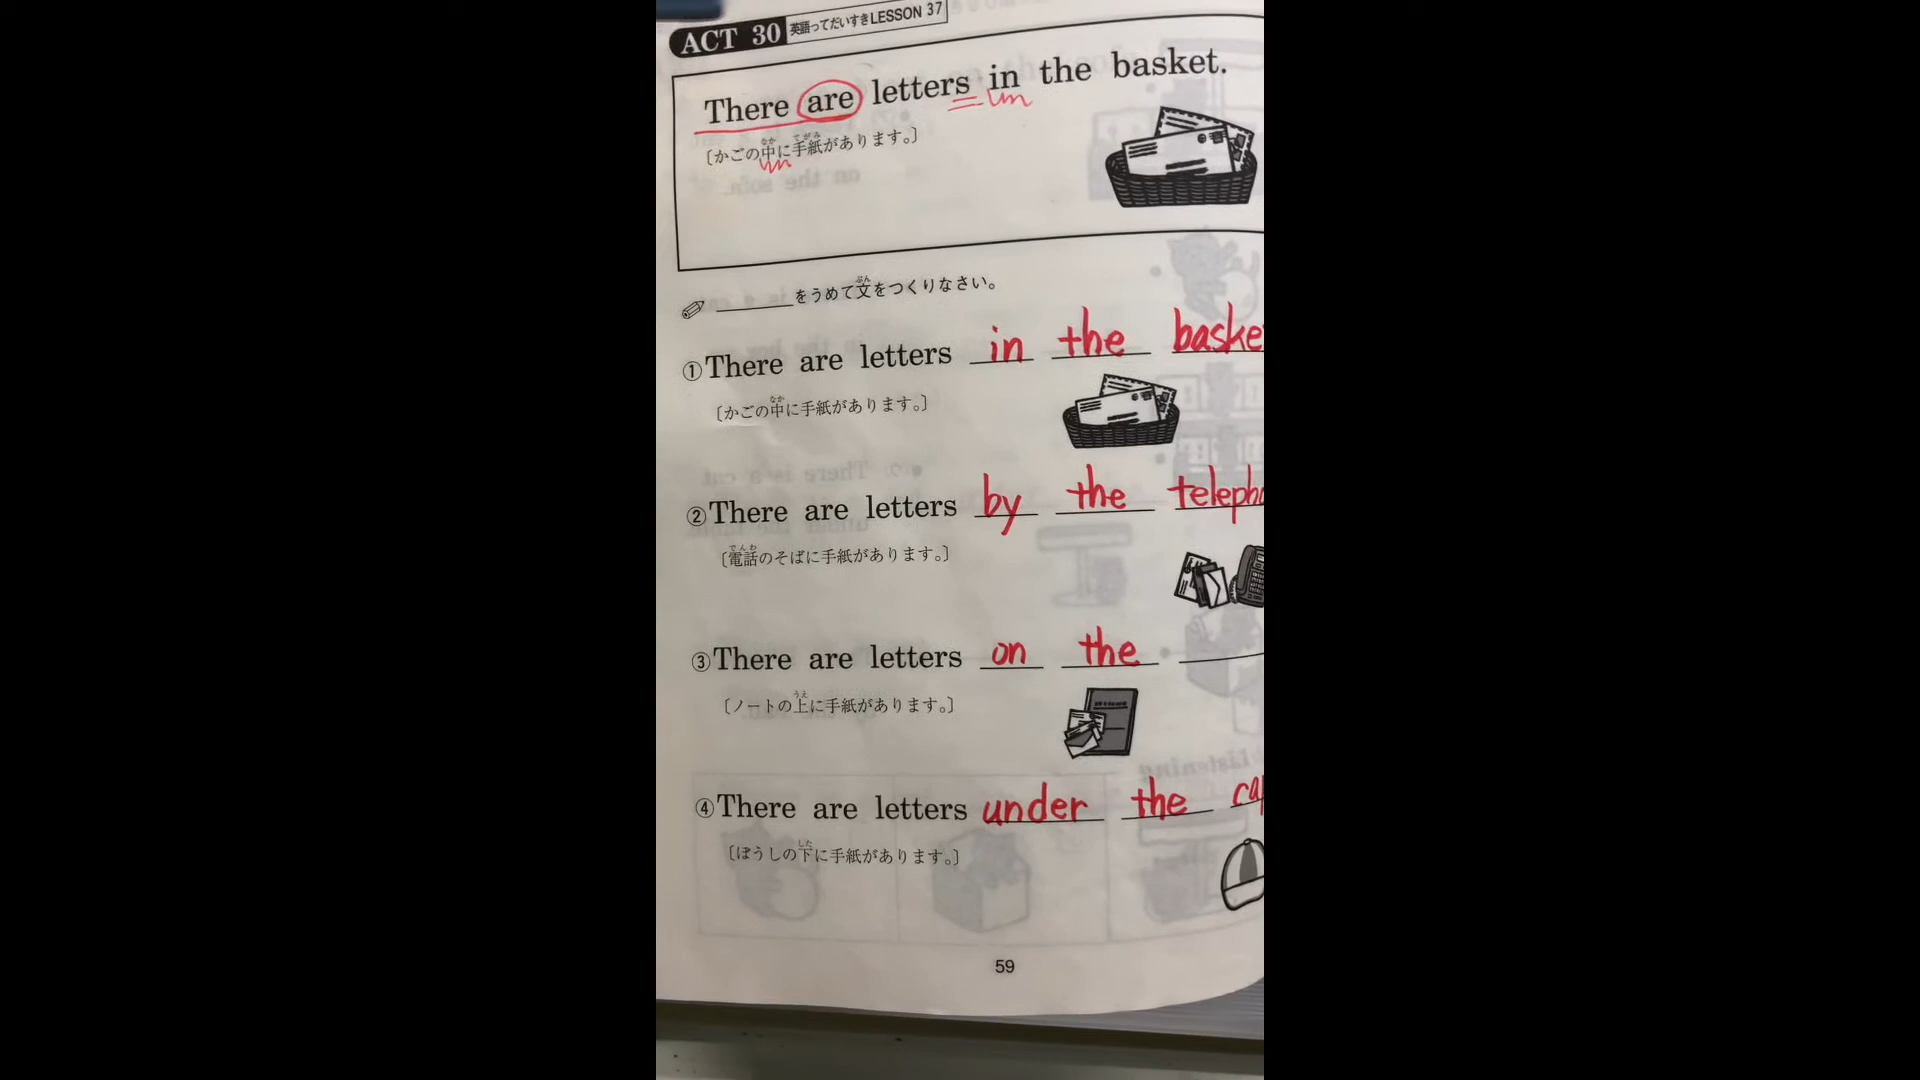 ACT 30 英語ってだいすきLESSON 37
There are letters in the basket.
〔かごの中に手紙があります。〕
をうめて文をつくりなさい。
①There are letters in the
〔かごの中に手紙があります。〕
②There are letters by the
〔電話のそばに手紙があります。〕
③There are letters on the
〔ノートの上に手紙があります。〕
④There are letters under the
〔ぼうしの下に手紙があります。〕
59